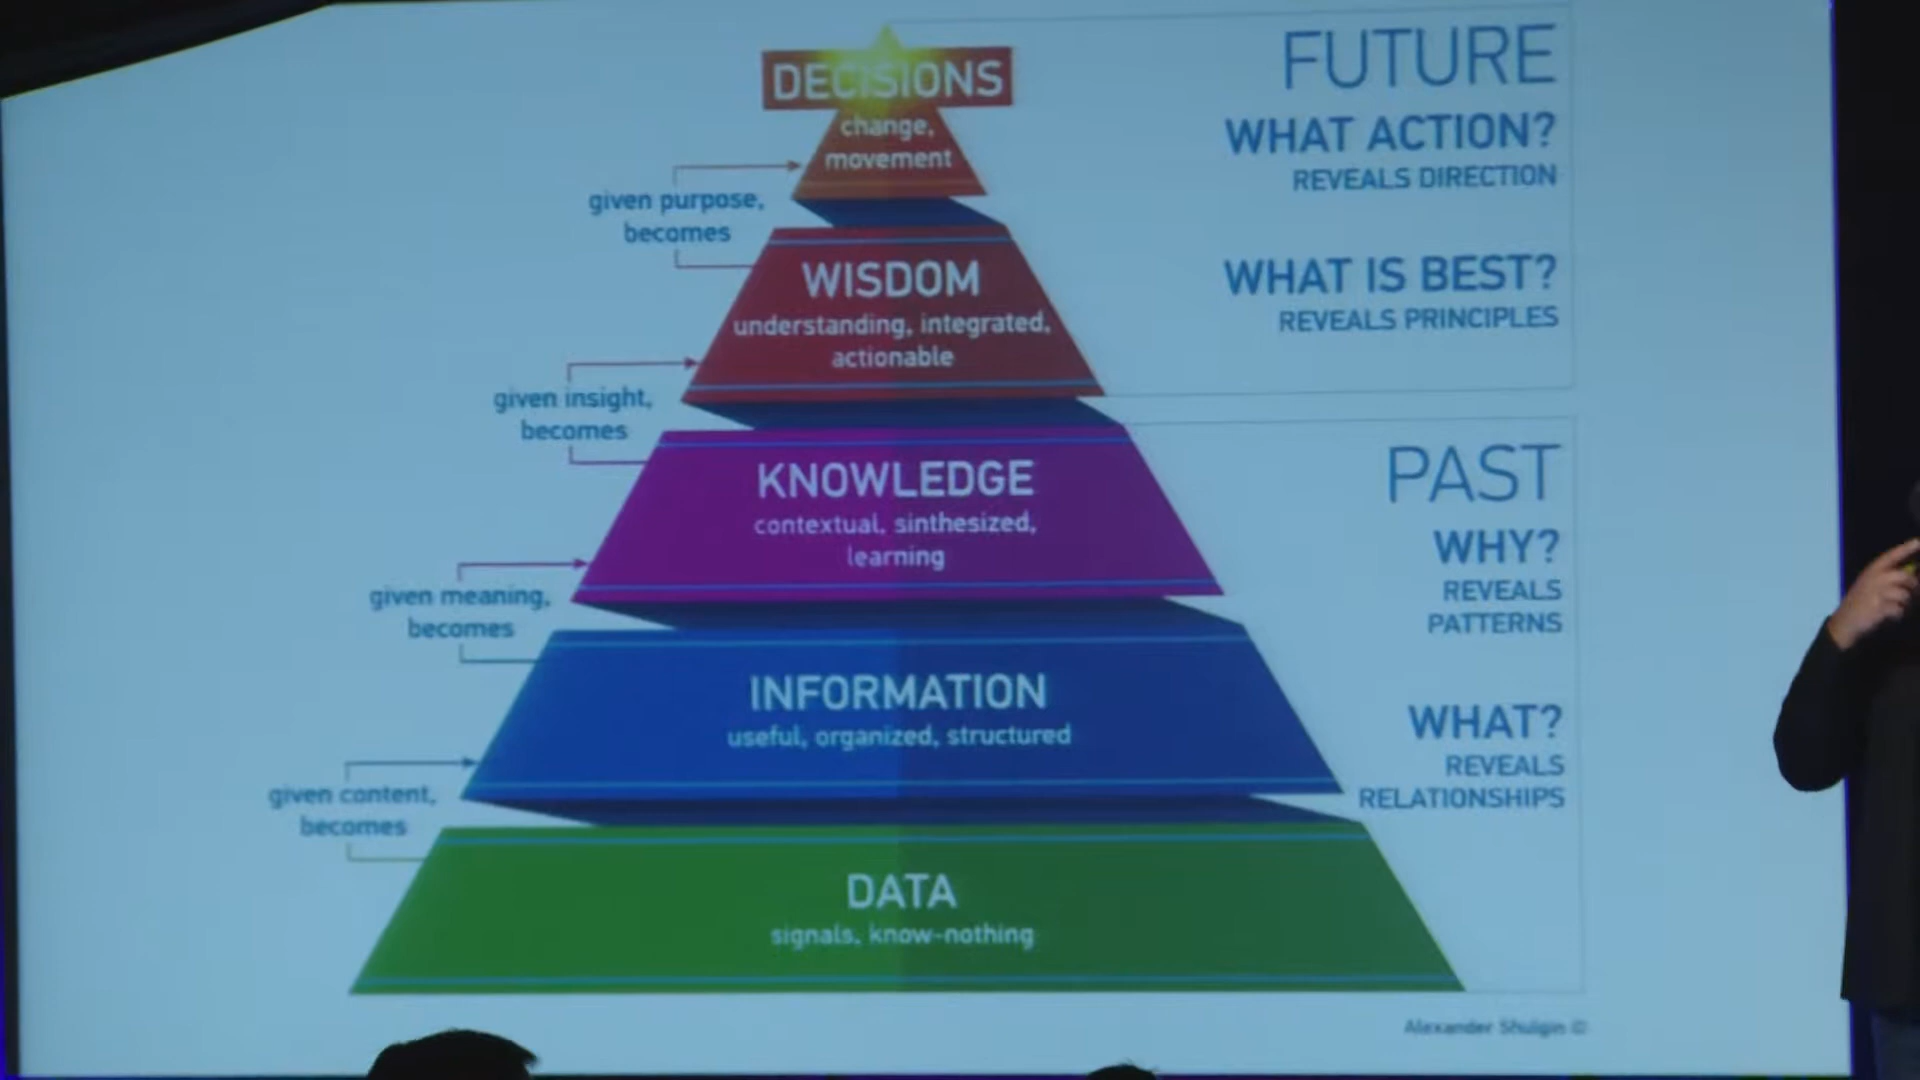 DECISIONS
change,
movement
given purpose,
becomes
WISDOM
understanding, integrated,
actionable
given insight,
becomes
KNOWLEDGE
contextual, sinthesized,
learning
given meaning,
becomes
INFORMATION
useful, organized, structured
given content,
becomes
DATA
signals, know-nothing
FUTURE
WHAT ACTION?
REVEALS DIRECTION
WHAT IS BEST?
REVEALS PRINCIPLES
PAST
WHY?
REVEALS
PATTERNS
WHAT?
REVEALS
RELATIONSHIPS
Alexander Shulgin ©